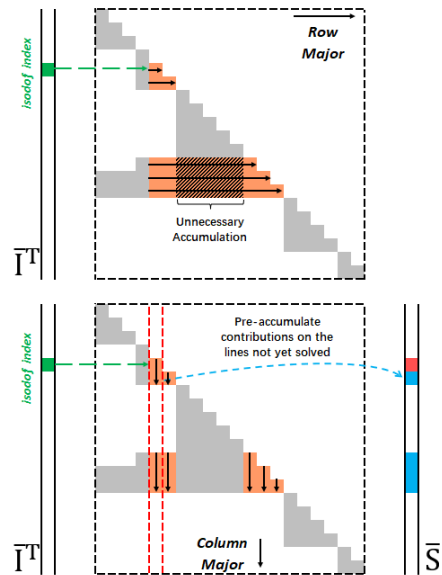 Row
Major
isodof index
Unnecessary
Accumulation
I̅ᵀ
Pre-accumulate
contributions on the
lines not yet solved
isodof index
Column
Major
I̅ᵀ
S̅